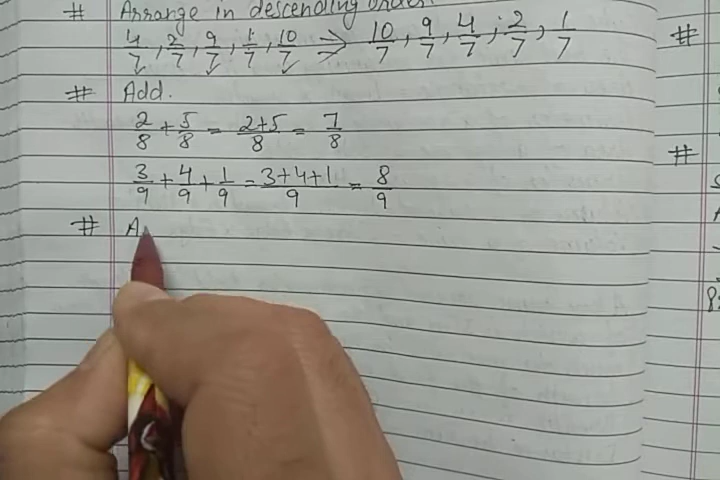 # Arrange in descending order.
4/7, 2/7, 9/7, 1/7, 10/7 ⇒ 10/7, 9/7, 4/7, 2/7, 1/7
# Add.
2/8 + 5/8 = 2+5/8 = 7/8
3/9 + 4/9 + 1/9 = 3+4+1/9 = 8/9
# A
#
#